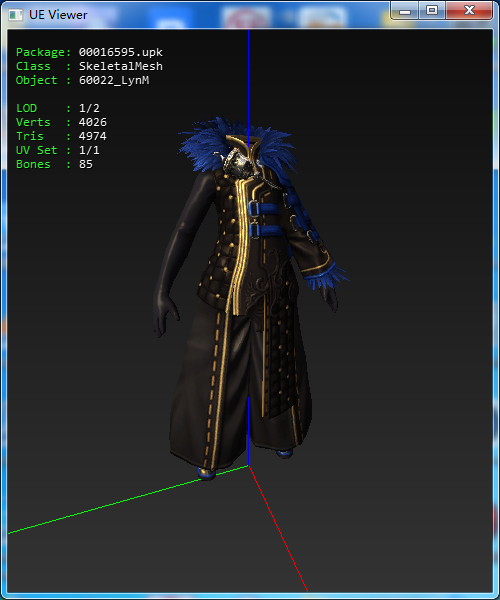 UE Viewer
Package: 00016595.upk
Class  : SkeletalMesh
Object : 60022_LynM
LOD    : 1/2
Verts  : 4026
Tris   : 4974
UV Set : 1/1
Bones  : 85